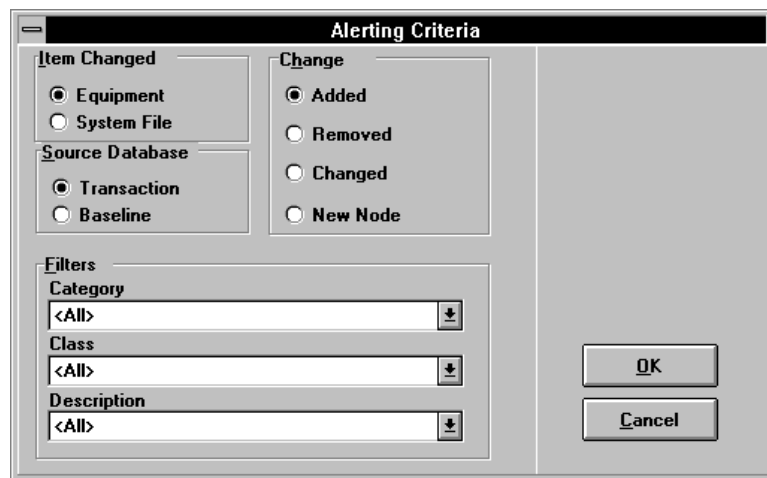 Alerting Criteria
Item Changed
Equipment
System File
Source Database
Transaction
Baseline
Change
Added
Removed
Changed
New Node
Filters
Category
<All>
Class
<All>
Description
<All>
OK
Cancel